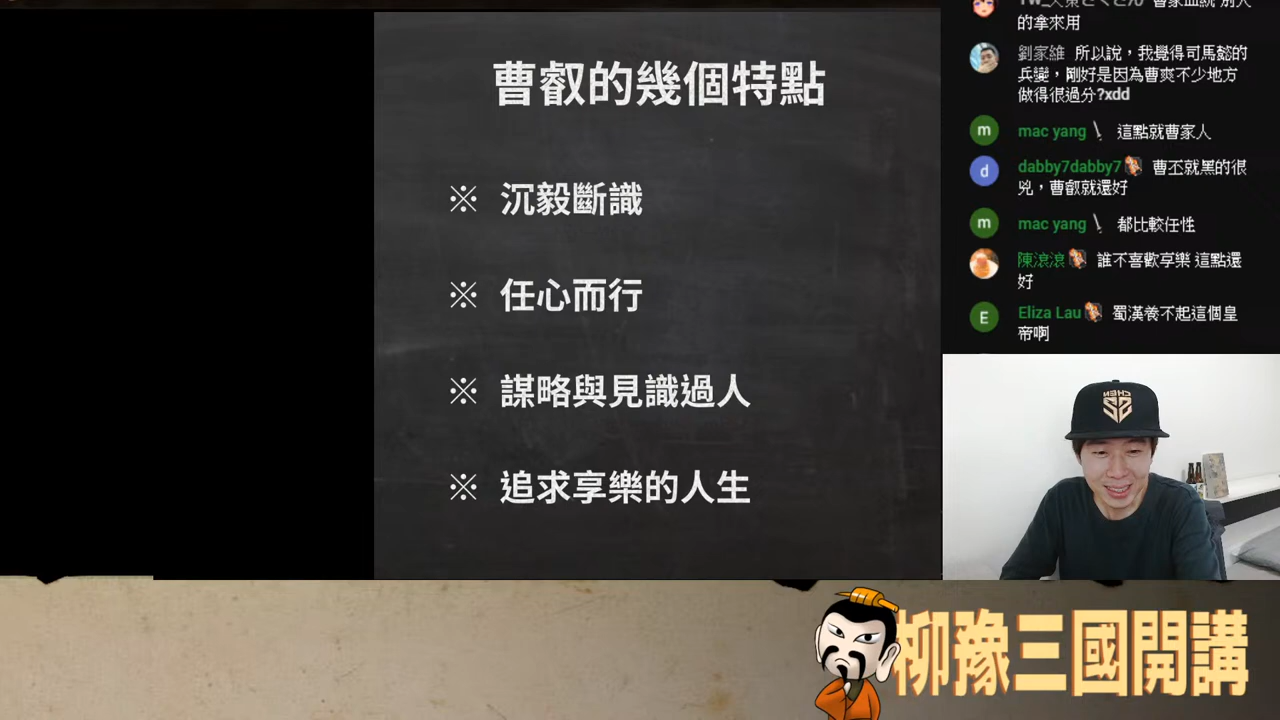 曹叡的幾個特點
※ 沉毅斷識
※ 任心而行
※ 謀略與見識過人
※ 追求享樂的人生
的拿來用
劉家雄 所以說，我覺得司馬懿的
兵變，剛好是因為曹爽不少地方
做得很過分?xdd
m mac yang 這點就曹家人
d dabby7dabby7 曹丕就黑的很
兇，曹叡就還好
m mac yang 都比較任性
陳滾滾 誰不喜歡享樂 這點還
好
E Eliza Lau 蜀漢養不起這個皇
帝啊
CHEN
柳豫三國開講